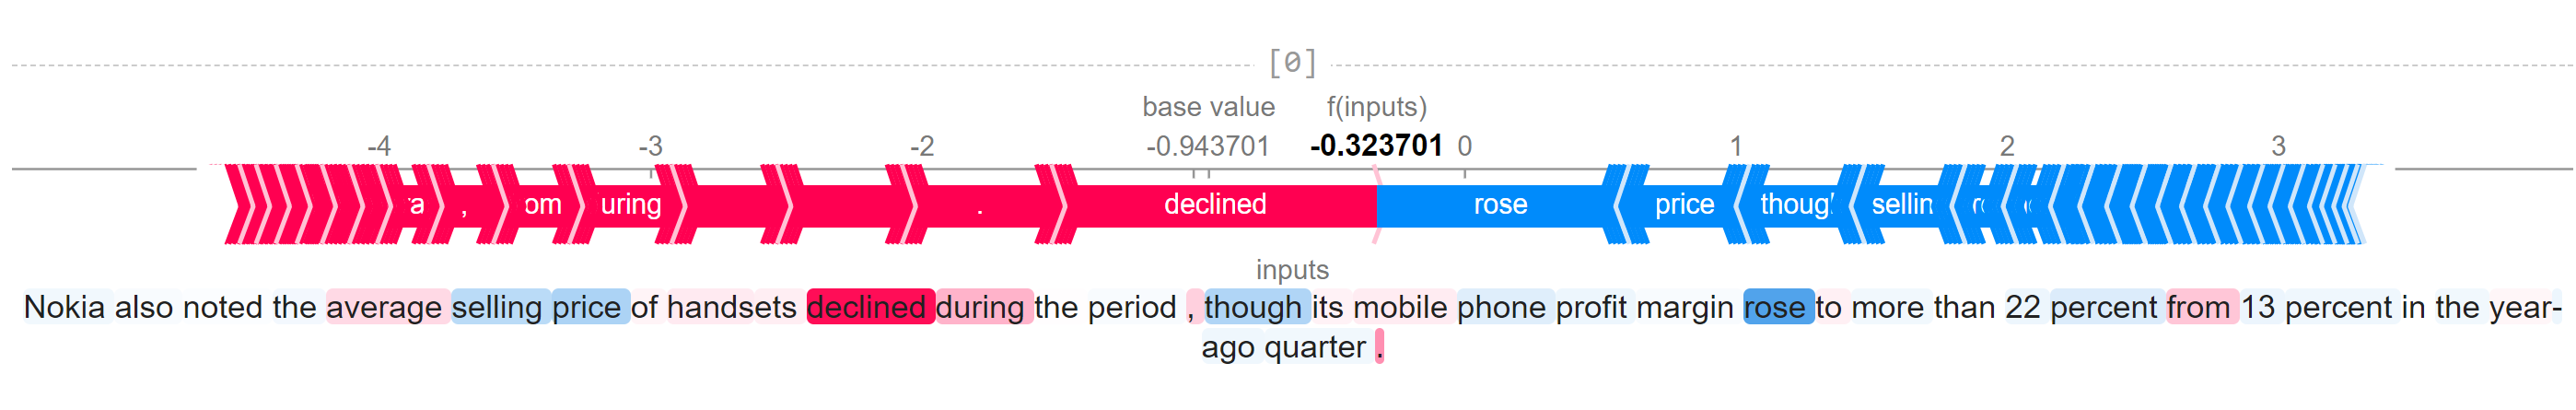 [0]
base value f(inputs)
-4 -3 -2 -0.943701 -0.323701 0 1 2 3
, om uring . declined rose price though sellin
inputs
Nokia also noted the average selling price of handsets declined during the period , though its mobile phone profit margin rose to more than 22 percent from 13 percent in the year-
ago quarter .